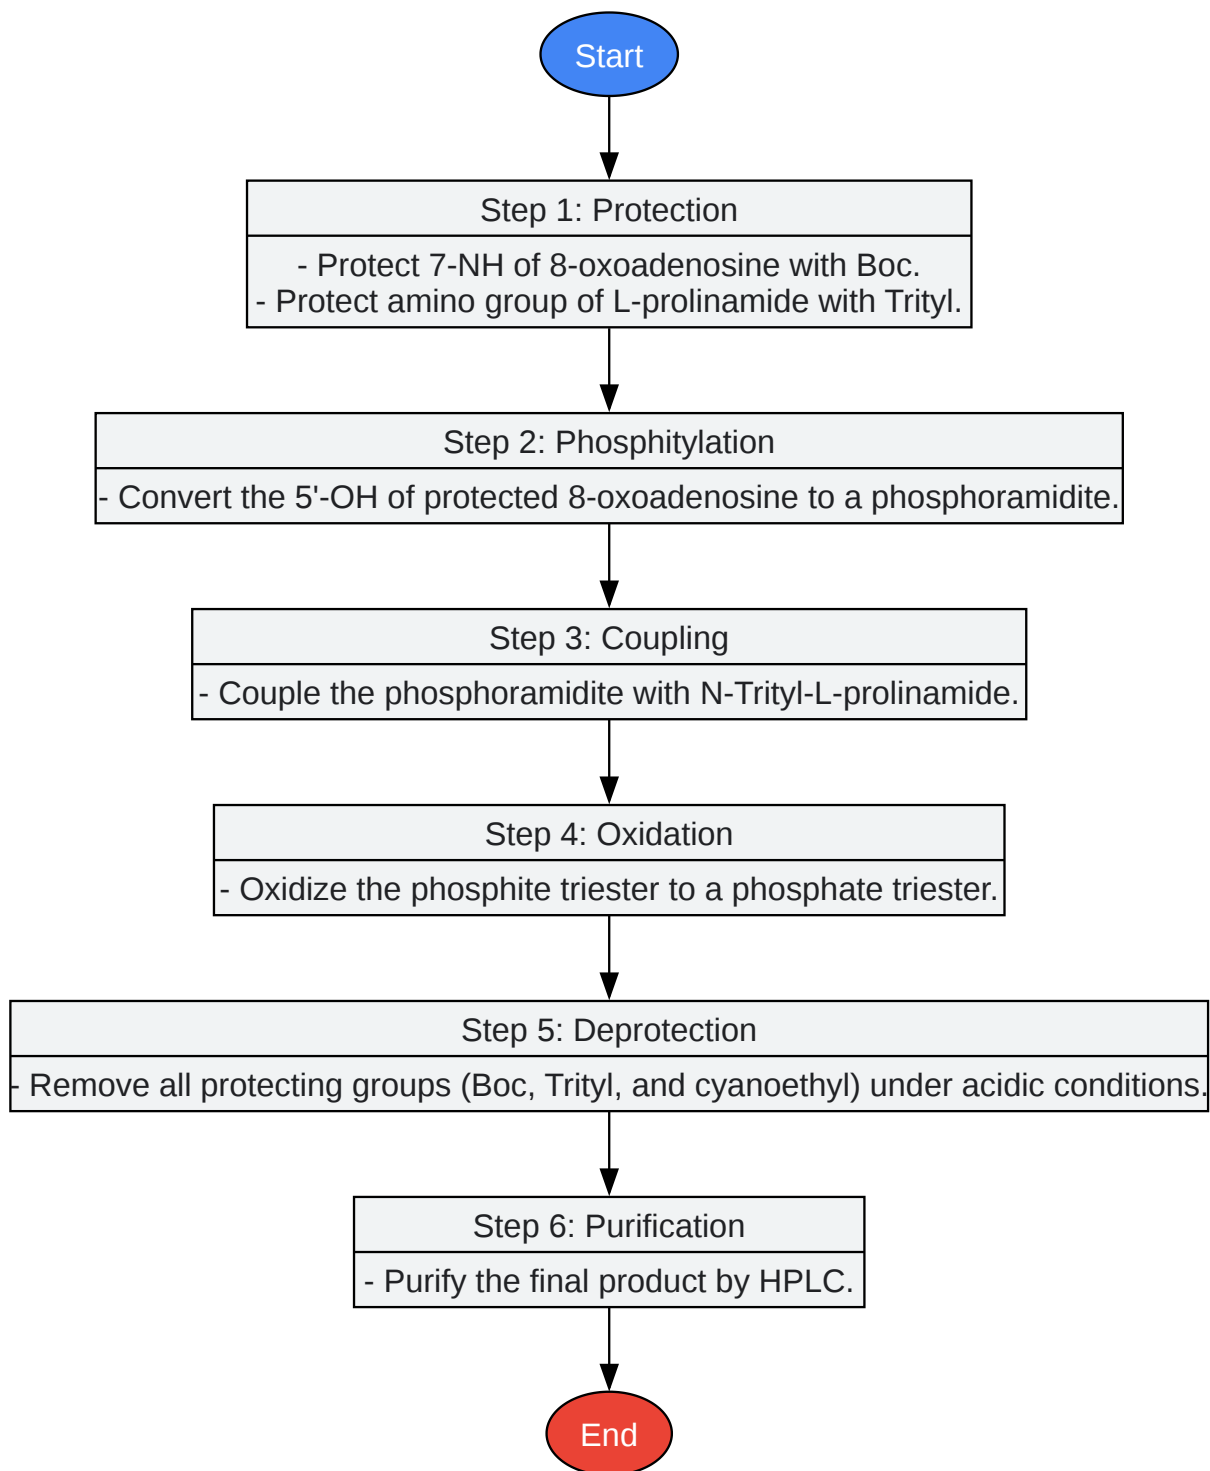 Start
Step 1: Protection
- Protect 7-NH of 8-oxoadenosine with Boc.
- Protect amino group of L-prolinamide with Trityl.
Step 2: Phosphitylation
- Convert the 5'-OH of protected 8-oxoadenosine to a phosphoramidite.
Step 3: Coupling
- Couple the phosphoramidite with N-Trityl-L-prolinamide.
Step 4: Oxidation
- Oxidize the phosphite triester to a phosphate triester.
Step 5: Deprotection
- Remove all protecting groups (Boc, Trityl, and cyanoethyl) under acidic conditions.
Step 6: Purification
- Purify the final product by HPLC.
End